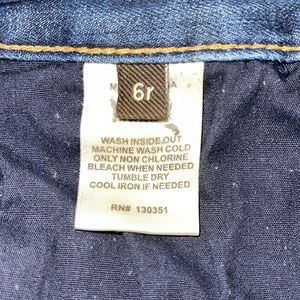 6r
WASH INSIDE OUT
MACHINE WASH COLD
ONLY NON CHLORINE
BLEACH WHEN NEEDED
TUMBLE DRY
COOL IRON IF NEEDED
RN# 130351